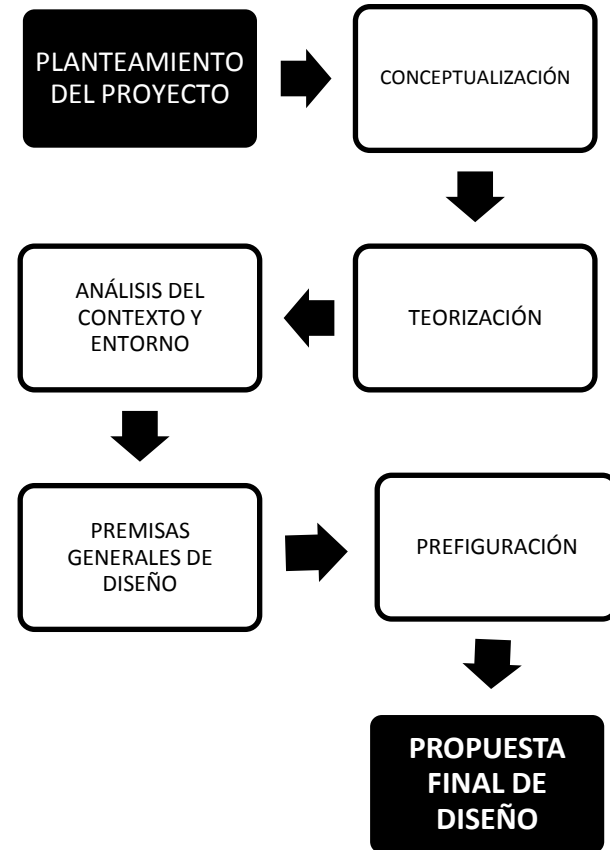 PLANTEAMIENTO
DEL PROYECTO
CONCEPTUALIZACIÓN
TEORIZACIÓN
ANÁLISIS DEL
CONTEXTO Y
ENTORNO
PREMISAS
GENERALES DE
DISEÑO
PREFIGURACIÓN
PROPUESTA
FINAL DE
DISEÑO